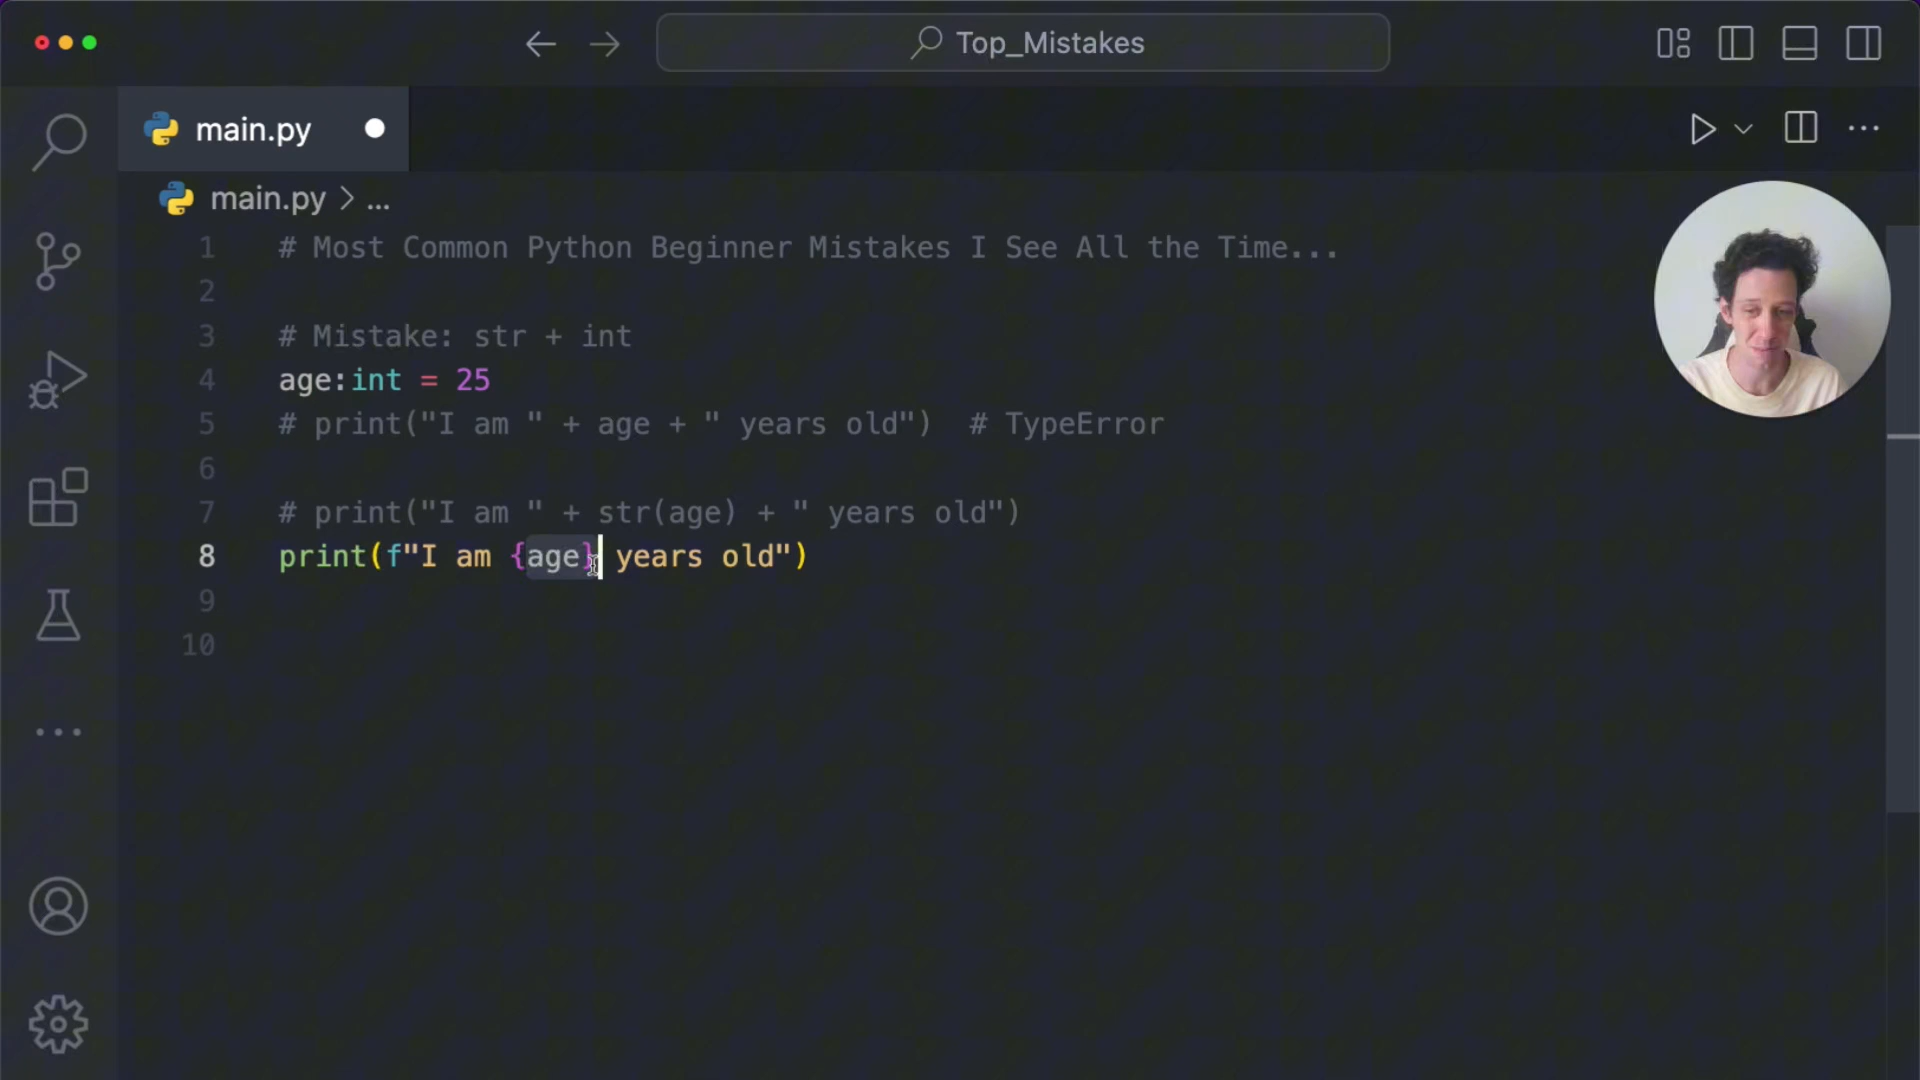 Top_Mistakes
main.py
main.py > ...
1 # Most Common Python Beginner Mistakes I See All the Time...
2
3 # Mistake: str + int
4 age:int = 25
5 # print("I am " + age + " years old")  # TypeError
6
7 # print("I am " + str(age) + " years old")
8 print(f"I am {age} years old")
9
10